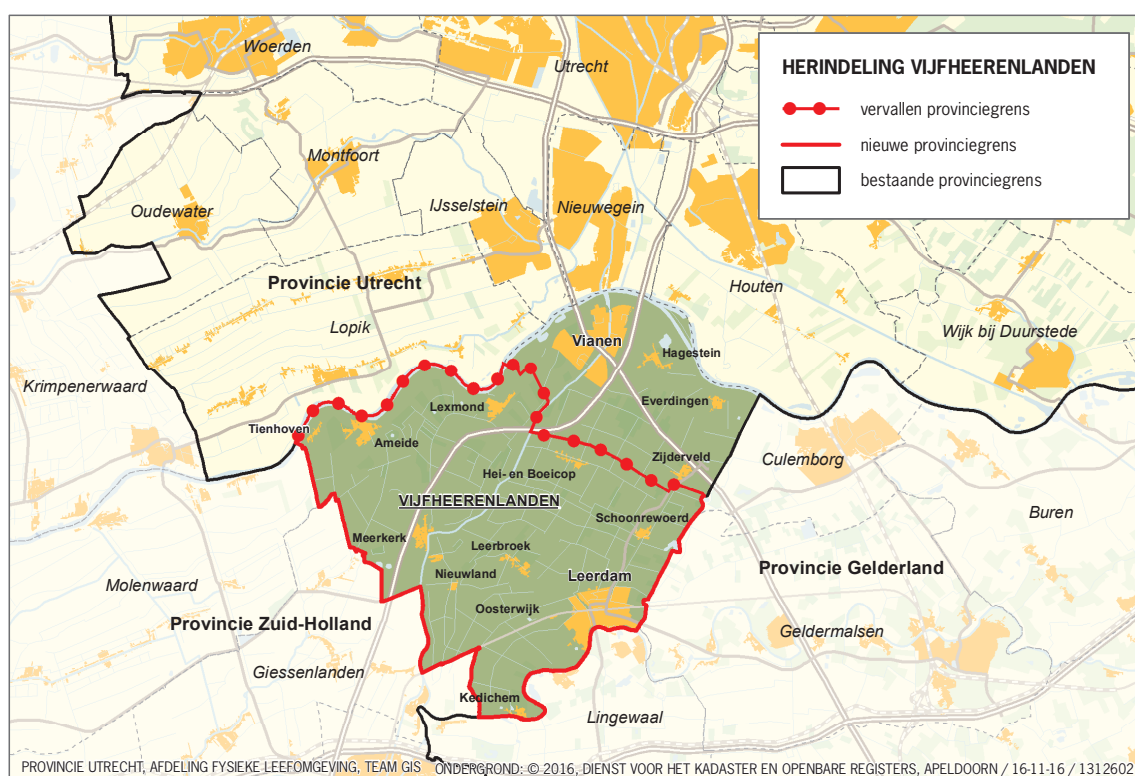 HERINDELING VIJFHEERENLANDEN
vervallen provinciegrens
nieuwe provinciegrens
bestaande provinciegrens
Woerden
Utrecht
Montfoort
Oudewater
IJsselstein
Nieuwegein
Provincie Utrecht
Houten
Lopik
Wijk bij Duurstede
Vianen
Hagestein
Krimpenerwaard
Lexmond
Everdingen
Tienhoven
Ameide
Zijderveld
Culemborg
Hei- en Boeicop
VIJFHEERENLANDEN
Buren
Schoonrewoerd
Meerkerk
Leerbroek
Provincie Gelderland
Nieuwland
Leerdam
Molenwaard
Oosterwijk
Provincie Zuid-Holland
Geldermalsen
Giessenlanden
Kedichem
Lingewaal
PROVINCIE UTRECHT, AFDELING FYSIEKE LEEFOMGEVING, TEAM GIS ONDERGROND: © 2016, DIENST VOOR HET KADASTER EN OPENBARE REGISTERS, APELDOORN / 16-11-16 / 1312602